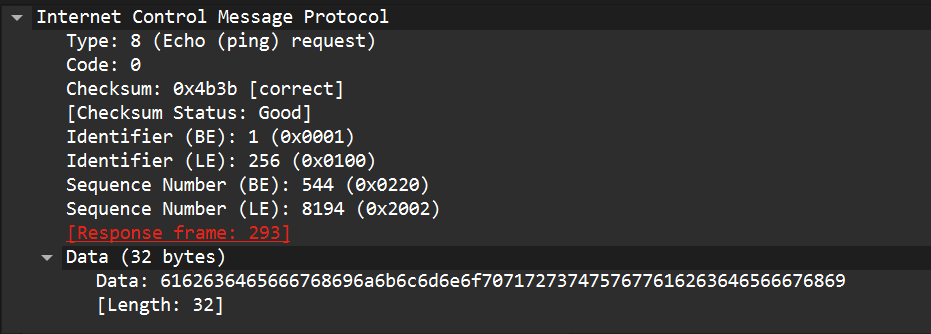 Internet Control Message Protocol
Type: 8 (Echo (ping) request)
Code: 0
Checksum: 0x4b3b [correct]
[Checksum Status: Good]
Identifier (BE): 1 (0x0001)
Identifier (LE): 256 (0x0100)
Sequence Number (BE): 544 (0x0220)
Sequence Number (LE): 8194 (0x2002)
[Response frame: 293]
Data (32 bytes)
Data: 6162636465666768696a6b6c6d6e6f7071727374757677616263646566676869
[Length: 32]